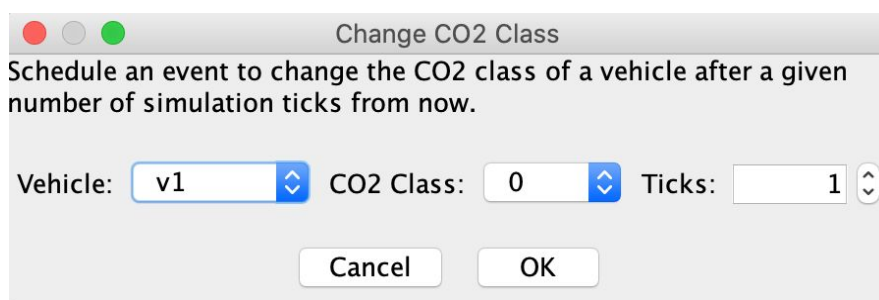 Change CO2 Class
Schedule an event to change the CO2 class of a vehicle after a given
number of simulation ticks from now.
Vehicle: v1 CO2 Class: 0 Ticks: 1
Cancel OK